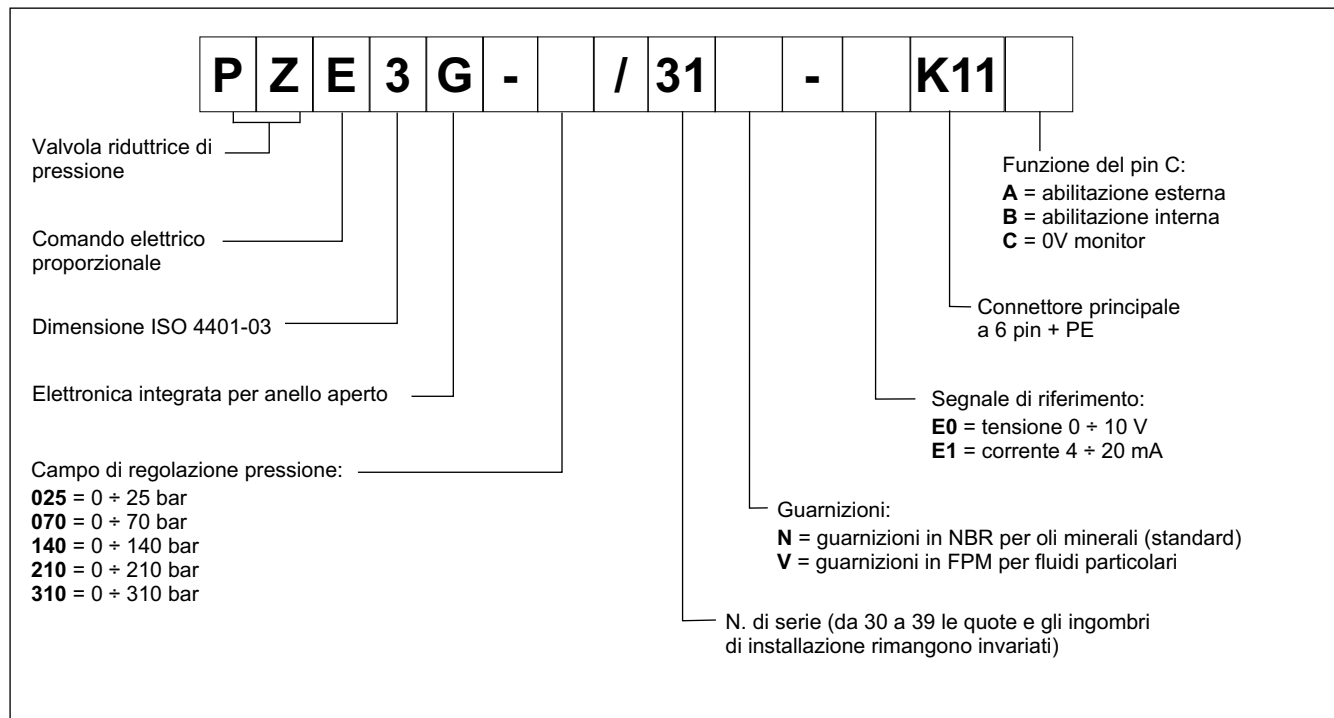 P Z E 3 G - / 31 - K11
Valvola riduttrice di
pressione
Comando elettrico
proporzionale
Dimensione ISO 4401-03
Elettronica integrata per anello aperto
Campo di regolazione pressione:
025 = 0 ÷ 25 bar
070 = 0 ÷ 70 bar
140 = 0 ÷ 140 bar
210 = 0 ÷ 210 bar
310 = 0 ÷ 310 bar
Funzione del pin C:
A = abilitazione esterna
B = abilitazione interna
C = 0V monitor
Connettore principale
a 6 pin + PE
Segnale di riferimento:
E0 = tensione 0 ÷ 10 V
E1 = corrente 4 ÷ 20 mA
Guarnizioni:
N = guarnizioni in NBR per oli minerali (standard)
V = guarnizioni in FPM per fluidi particolari
N. di serie (da 30 a 39 le quote e gli ingombri
di installazione rimangono invariati)